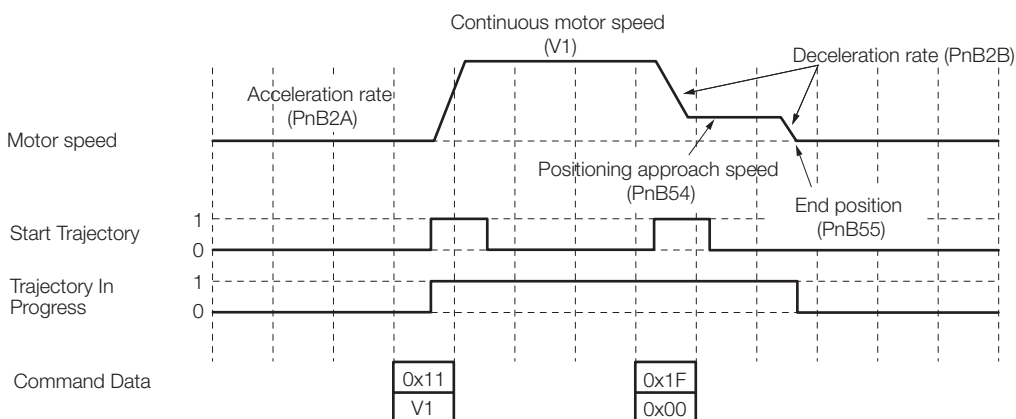 Continuous motor speed
(V1)
Deceleration rate (PnB2B)
Acceleration rate
(PnB2A)
Motor speed
Positioning approach speed
(PnB54)
End position
(PnB55)
Start Trajectory
1
0
Trajectory In
Progress
1
0
Command Data
0x11
0x1F
V1
0x00